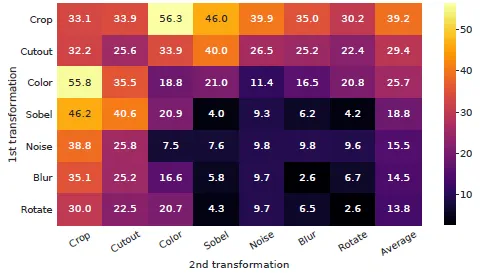 Crop 33.1 33.9 56.3 46.0 39.9 35.0 30.2 39.2
Cutout 32.2 25.6 33.9 40.0 26.5 25.2 22.4 29.4
Color 55.8 35.5 18.8 21.0 11.4 16.5 20.8 25.7
Sobel 46.2 40.6 20.9 4.0 9.3 6.2 4.2 18.8
Noise 38.8 25.8 7.5 7.6 9.8 9.8 9.6 15.5
Blur 35.1 25.2 16.6 5.8 9.7 2.6 6.7 14.5
Rotate 30.0 22.5 20.7 4.3 9.7 6.5 2.6 13.8
Crop Cutout Color Sobel Noise Blur Rotate Average
2nd transformation
1st transformation
50
40
30
20
10